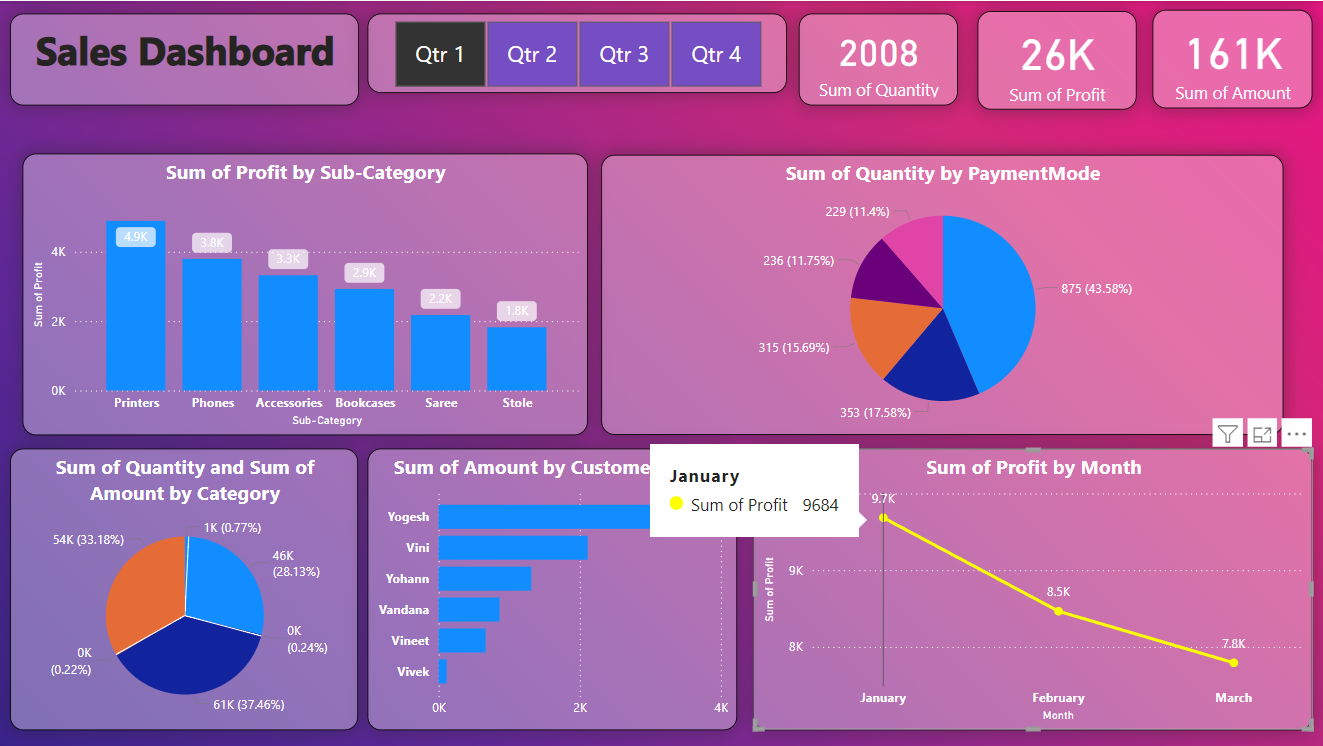 Sales Dashboard
Qtr 1
Qtr 2
Qtr 3
Qtr 4
2008
Sum of Quantity
26K
Sum of Profit
161K
Sum of Amount
Sum of Profit by Sub-Category
Sum of Profit
4K
2K
0K
4.9K
3.8K
3.3K
2.9K
2.2K
1.8K
Printers
Phones
Accessories
Bookcases
Saree
Stole
Sub-Category
Sum of Quantity by PaymentMode
229 (11.4%)
236 (11.75%)
875 (43.58%)
315 (15.69%)
353 (17.58%)
Sum of Quantity and Sum of
Amount by Category
1K (0.77%)
54K (33.18%)
46K
(28.13%)
0K
(0.24%)
0K
(0.22%)
61K (37.46%)
Sum of Amount by Custome
Yogesh
Vini
Yohann
Vandana
Vineet
Vivek
0K
2K
4K
January
Sum of Profit 9684
Sum of Profit by Month
Sum of Profit
9K
8K
9.7K
8.5K
7.8K
January
February
March
Month